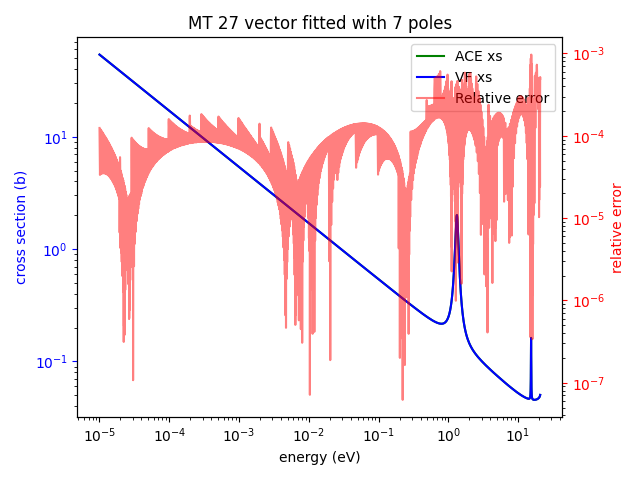 MT 27 vector fitted with 7 poles
ACE xs
VF xs
Relative error
cross section (b)
10¹
10⁰
10⁻¹
relative error
10⁻³
10⁻⁴
10⁻⁵
10⁻⁶
10⁻⁷
10⁻⁵ 10⁻⁴ 10⁻³ 10⁻² 10⁻¹ 10⁰ 10¹
energy (eV)